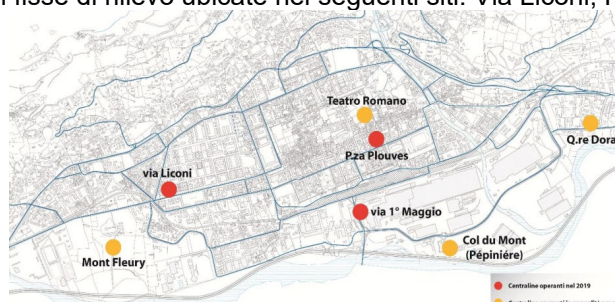 fisse di rilievo ubicate nei seguenti siti: Via Liconi,
Teatro Romano
Q.re Dora
P.za Plouves
via Liconi
via 1° Maggio
Col du Mont
(Pépiniére)
Mont Fleury
Centraline operanti nel 2019